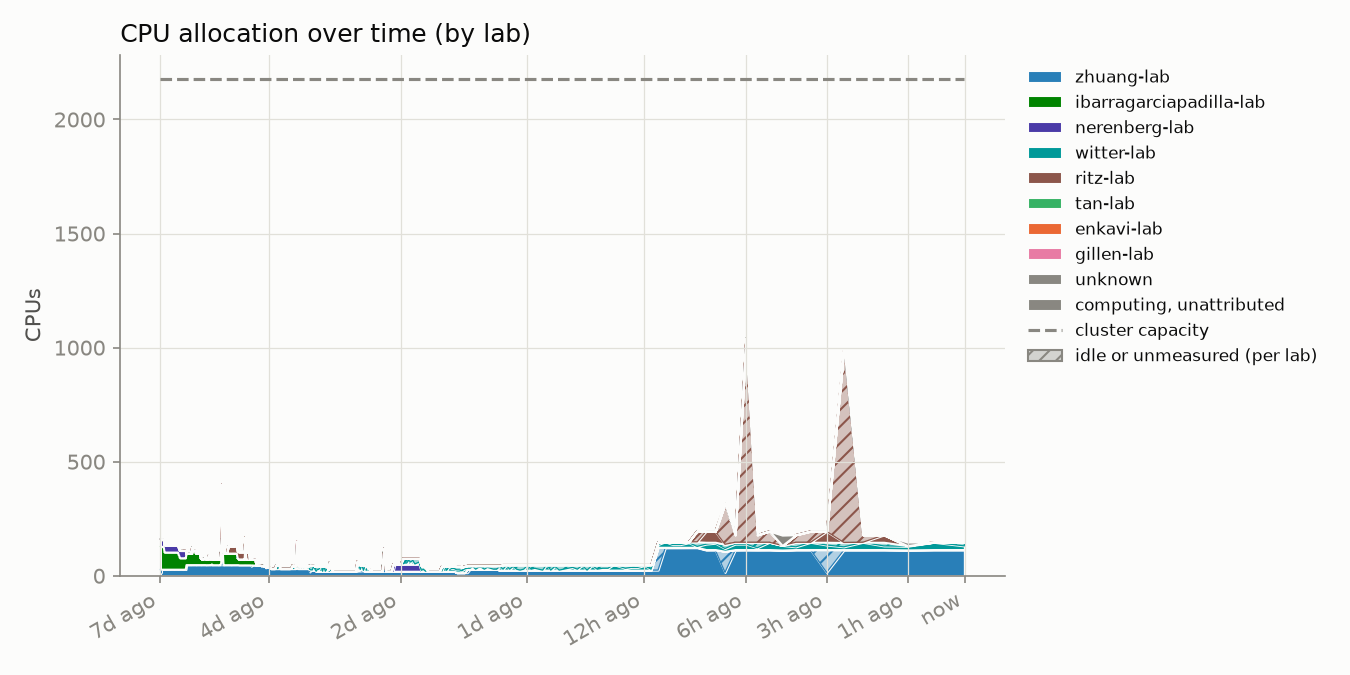 CPU allocation over time (by lab)
CPUs
2000
1500
1000
500
0
7d ago
4d ago
2d ago
1d ago
12h ago
6h ago
3h ago
1h ago
now
zhuang-lab
ibarragarciapadilla-lab
nerenberg-lab
witter-lab
ritz-lab
tan-lab
enkavi-lab
gillen-lab
unknown
computing, unattributed
cluster capacity
idle or unmeasured (per lab)